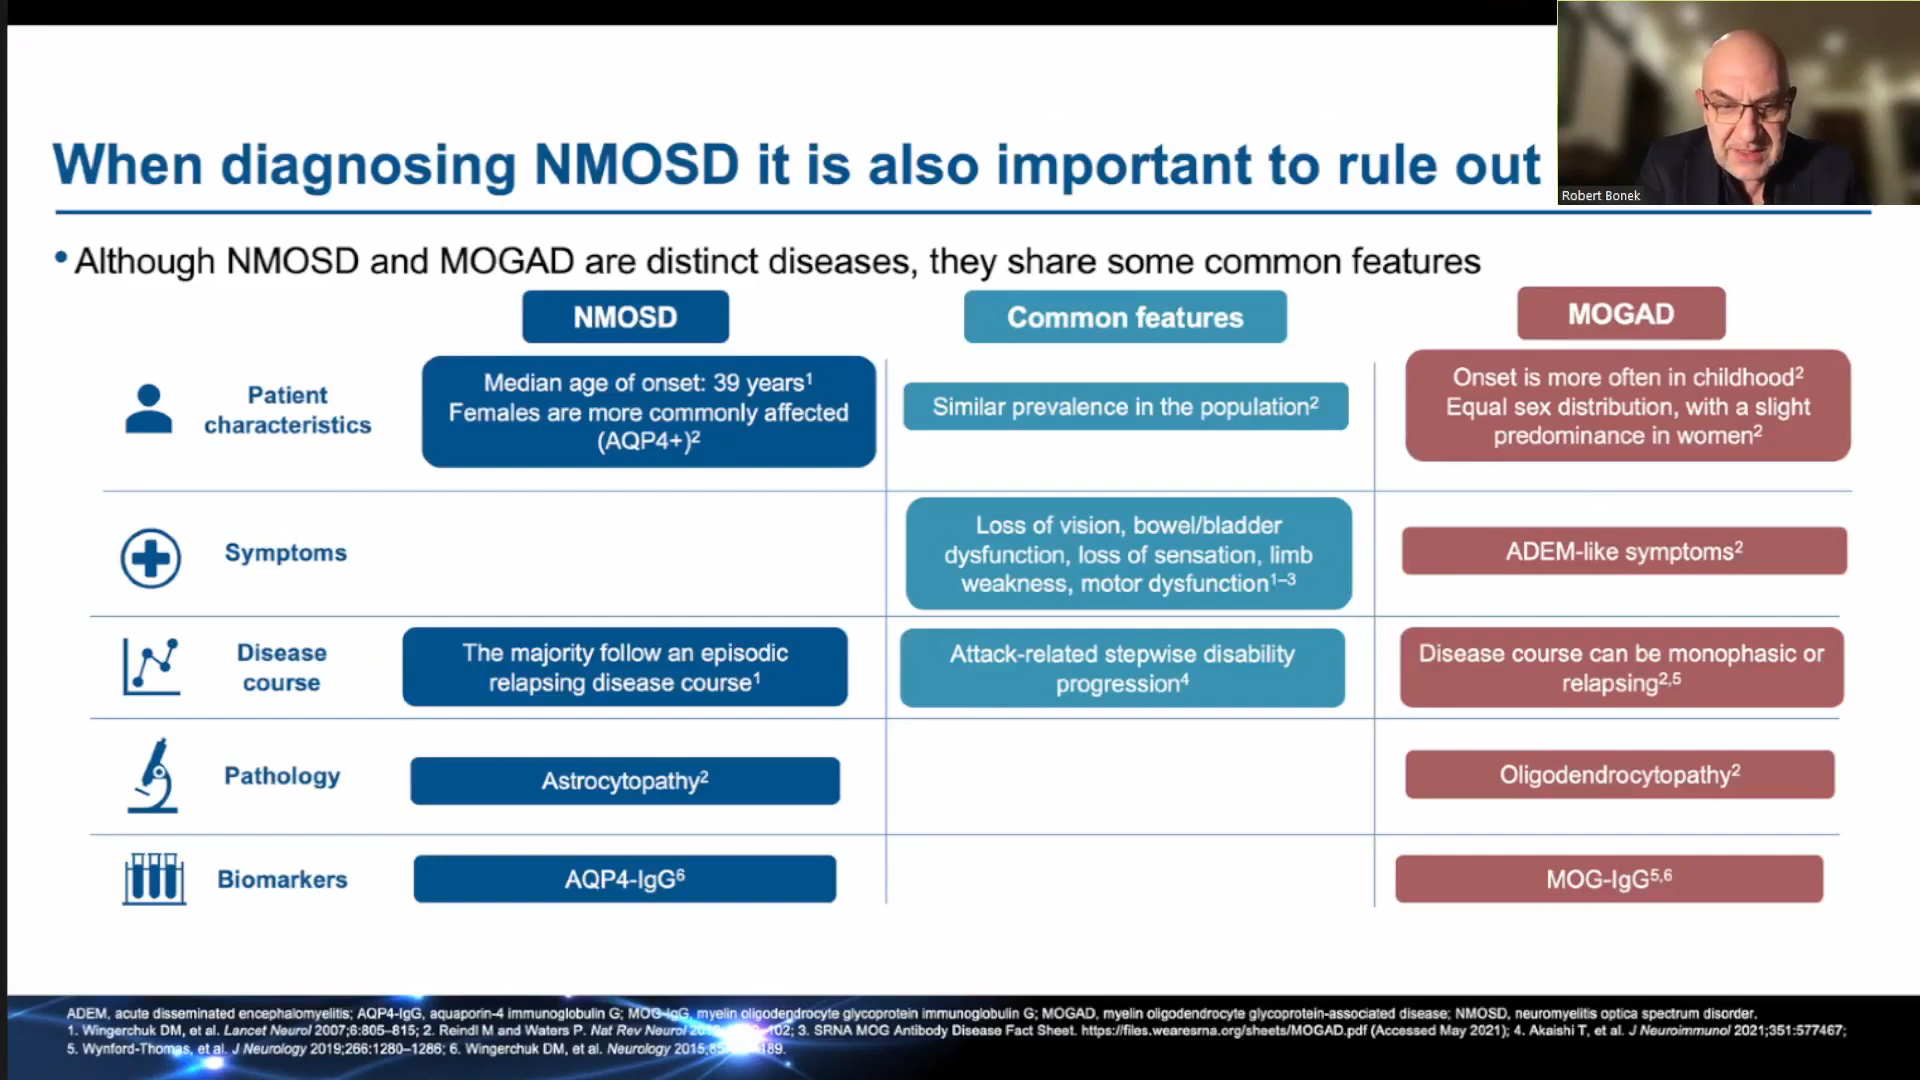 Robert Bonek
When diagnosing NMOSD it is also important to rule out
• Although NMOSD and MOGAD are distinct diseases, they share some common features
NMOSD
Common features
MOGAD
Patient
characteristics
Median age of onset: 39 years¹
Females are more commonly affected
(AQP4+)²
Similar prevalence in the population²
Onset is more often in childhood²
Equal sex distribution, with a slight
predominance in women²
Symptoms
Loss of vision, bowel/bladder
dysfunction, loss of sensation, limb
weakness, motor dysfunction¹⁻³
ADEM-like symptoms²
Disease
course
The majority follow an episodic
relapsing disease course¹
Attack-related stepwise disability
progression⁴
Disease course can be monophasic or
relapsing²,⁵
Pathology
Astrocytopathy²
Oligodendrocytopathy²
Biomarkers
AQP4-IgG⁶
MOG-IgG⁵,⁶
ADEM, acute disseminated encephalomyelitis; AQP4-IgG, aquaporin-4 immunoglobulin G; MOG-IgG, myelin oligodendrocyte glycoprotein immunoglobulin G; MOGAD, myelin oligodendrocyte glycoprotein-associated disease; NMOSD, neuromyelitis optica spectrum disorder.
1. Wingerchuk DM, et al. Lancet Neurol 2007;6:805–815; 2. Reindl M and Waters P. Nat Rev Neurol 102; 3. SRNA MOG Antibody Disease Fact Sheet. https://files.wearesrna.org/sheets/MOGAD.pdf (Accessed May 2021); 4. Akaishi T, et al. J Neuroimmunol 2021;351:577467;
5. Wynford-Thomas, et al. J Neurology 2019;266:1280–1286; 6. Wingerchuk DM, et al. Neurology 2015;